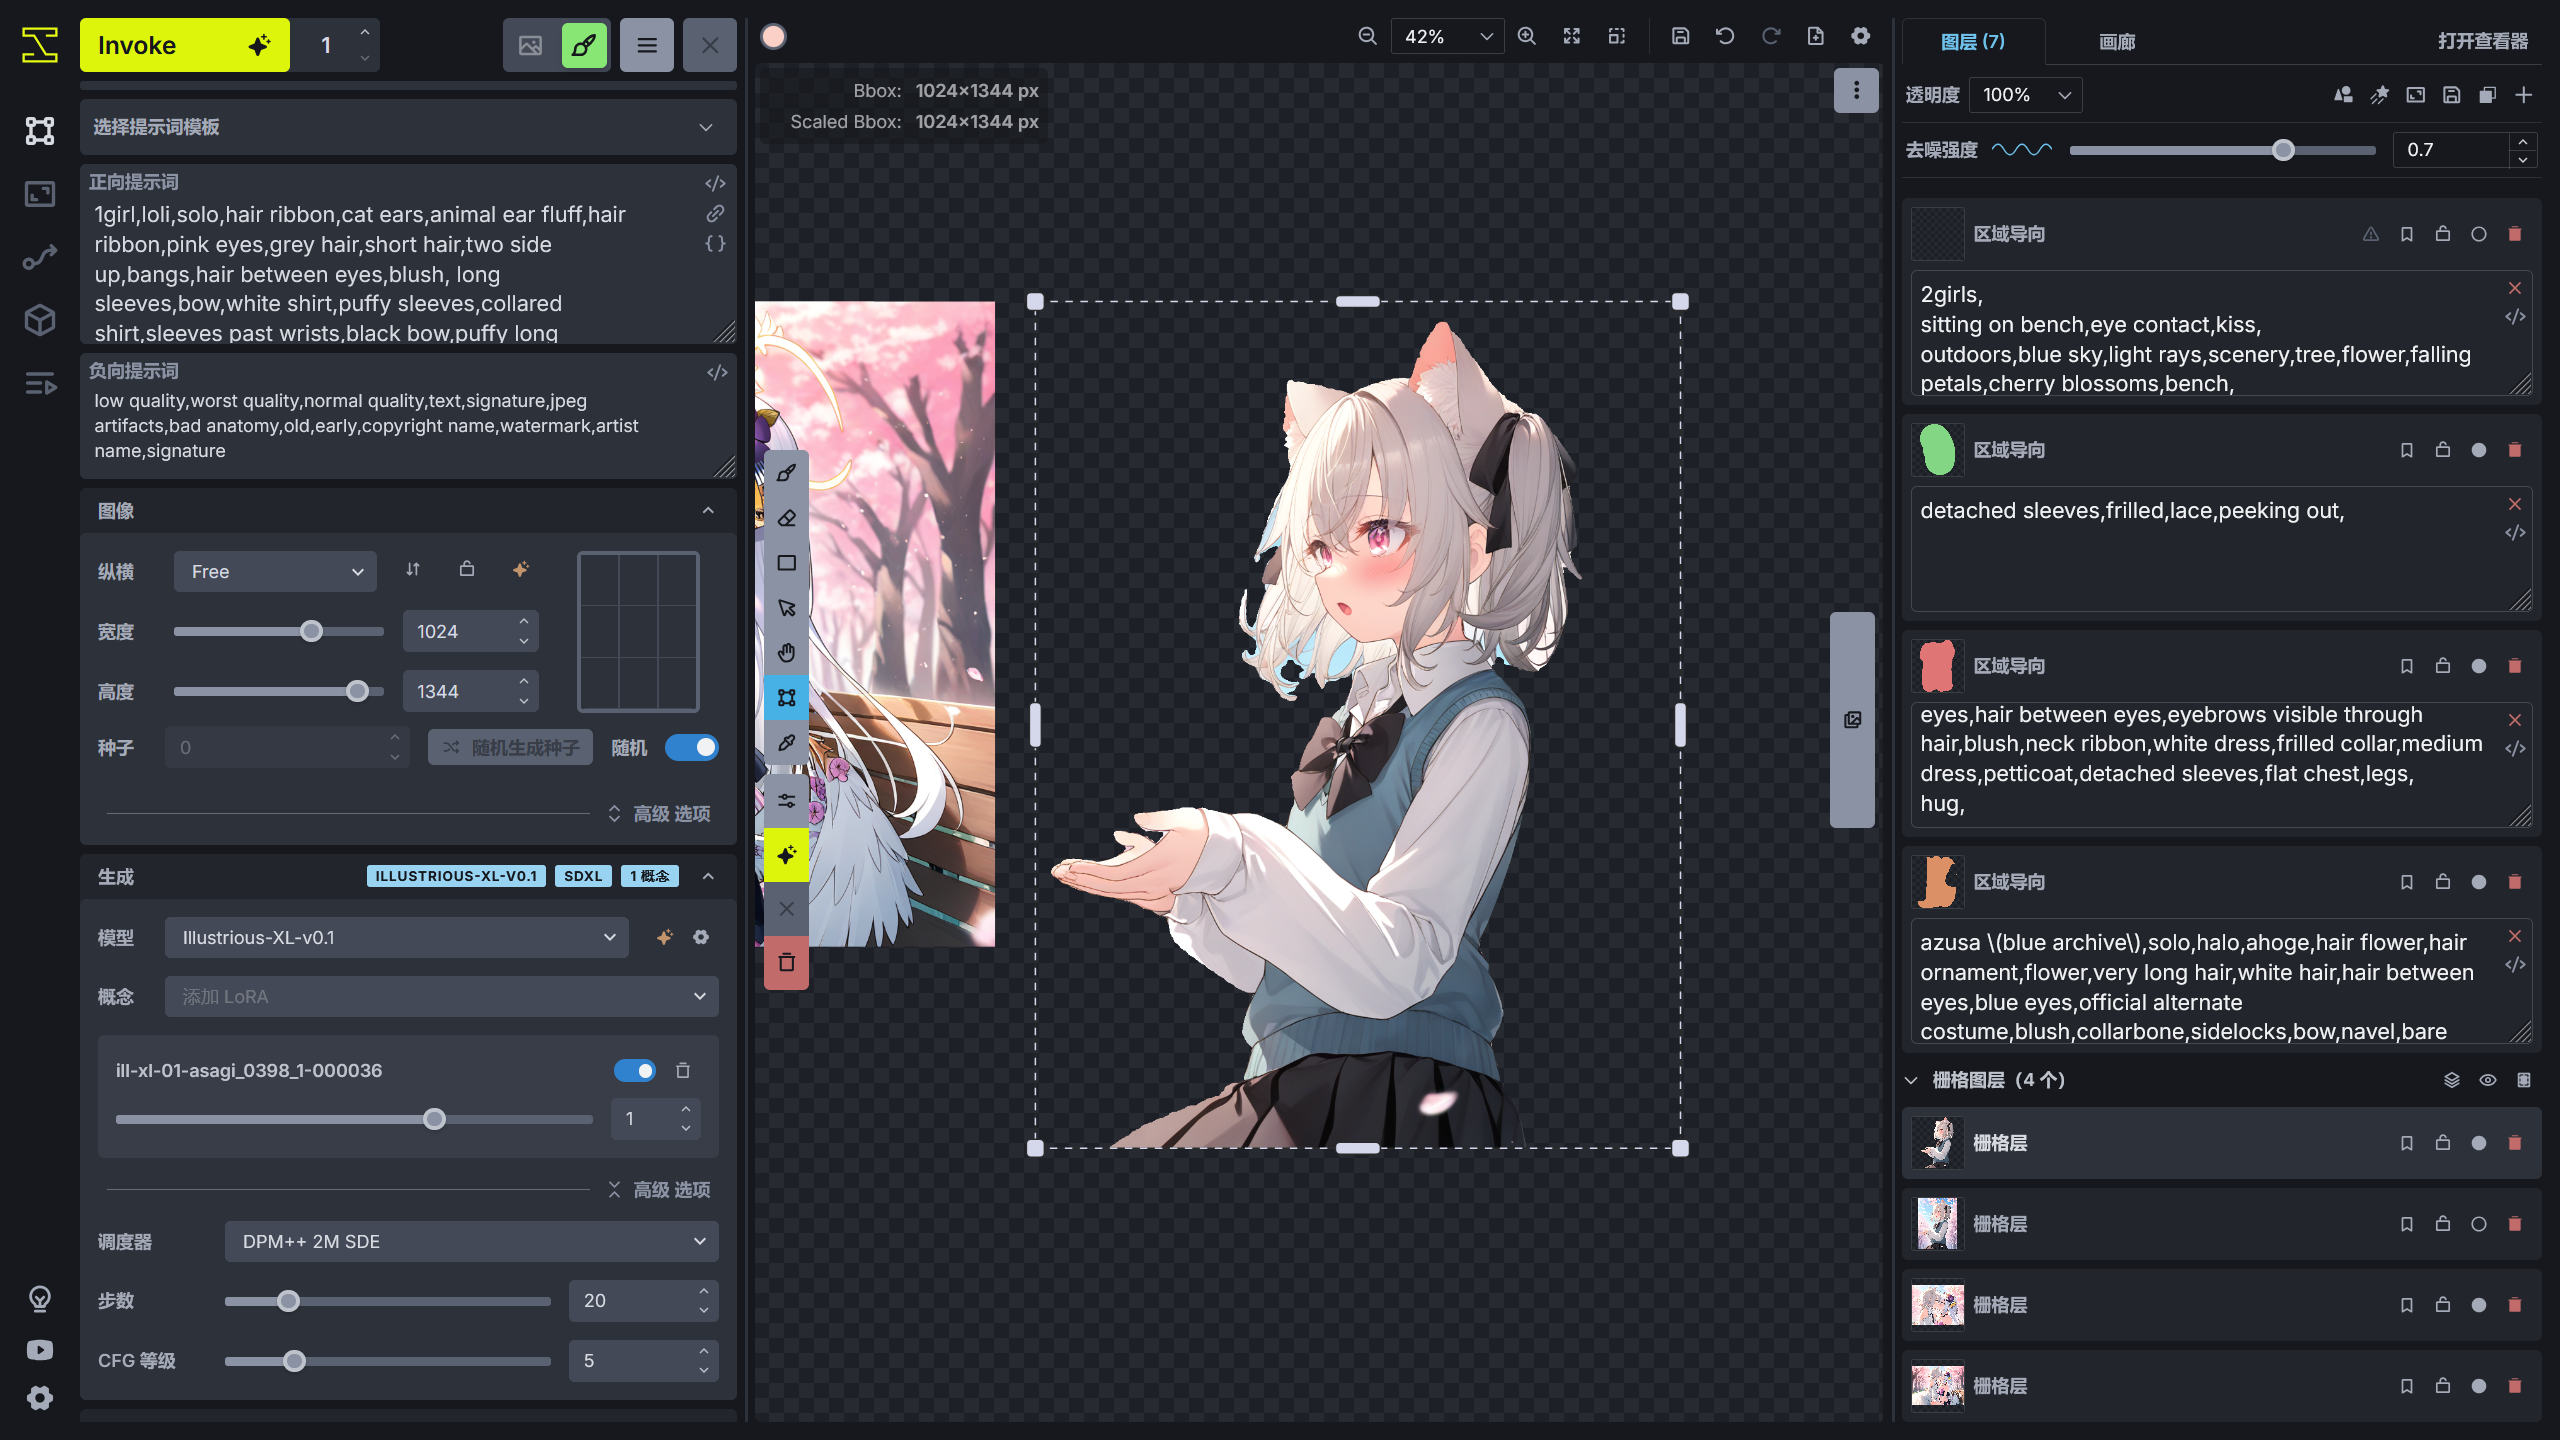 Invoke
1
选择提示词模板
正向提示词
1girl,loli,solo,hair ribbon,cat ears,animal ear fluff,hair
ribbon,pink eyes,grey hair,short hair,two side
up,bangs,hair between eyes,blush, long
sleeves,bow,white shirt,puffy sleeves,collared
shirt,sleeves past wrists,black bow,puffy long
负向提示词
low quality,worst quality,normal quality,text,signature,jpeg
artifacts,bad anatomy,old,early,copyright name,watermark,artist
name,signature
图像
纵横
Free
宽度
1024
高度
1344
种子
0
随机生成种子
随机
高级 选项
生成
ILLUSTRIOUS-XL-V0.1
SDXL
1 概念
模型
Illustrious-XL-v0.1
概念
添加 LoRA
ill-xl-01-asagi_0398_1-000036
1
高级 选项
调度器
DPM++ 2M SDE
步数
20
CFG 等级
5
42%
Bbox: 1024×1344 px
Scaled Bbox: 1024×1344 px
图层 (7)
画廊
打开查看器
透明度
100%
去噪强度
0.7
区域导向
2girls,
sitting on bench,eye contact,kiss,
outdoors,blue sky,light rays,scenery,tree,flower,falling
petals,cherry blossoms,bench,
区域导向
detached sleeves,frilled,lace,peeking out,
区域导向
eyes,hair between eyes,eyebrows visible through
hair,blush,neck ribbon,white dress,frilled collar,medium
dress,petticoat,detached sleeves,flat chest,legs,
hug,
区域导向
azusa \(blue archive\),solo,halo,ahoge,hair flower,hair
ornament,flower,very long hair,white hair,hair between
eyes,blue eyes,official alternate
costume,blush,collarbone,sidelocks,bow,navel,bare
栅格图层（4 个）
栅格层
栅格层
栅格层
栅格层